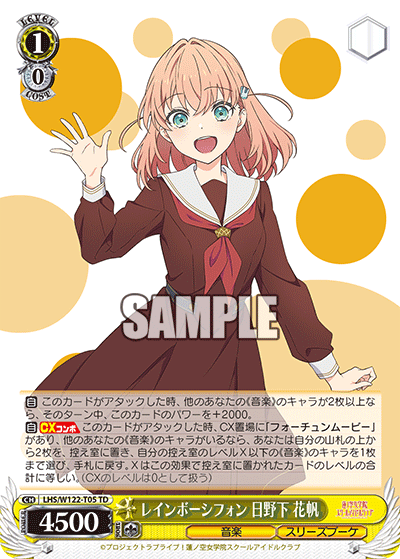 LEVEL
1
0
COST
SAMPLE
自 このカードがアタックした時、他のあなたの《音楽》のキャラが2枚以上な
ら、そのターン中、このカードのパワーを＋2000。
自 CXコンボ このカードがアタックした時、CX置場に「フォーチュンムービー」
があり、他のあなたの《音楽》のキャラがいるなら、あなたは自分の山札の上か
ら2枚を、控え室に置き、自分の控え室のレベルX以下の《音楽》のキャラを1
枚まで選び、手札に戻す。Xはこの効果で控え室に置かれたカードのレベルの合
計に等しい。（CXのレベルは0として扱う）
CH LHS/W122-T05 TD
レインボーシフォン 日野下 花帆
POWER
4500
音楽
スリーズブーケ
©プロジェクトラブライブ！蓮ノ空女学院スクールアイドルクラブ